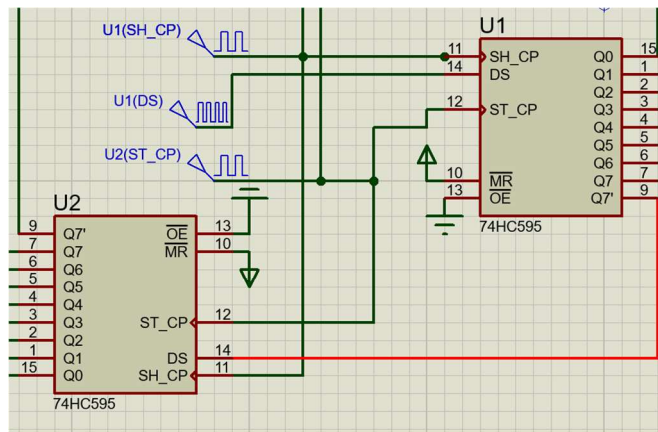 U1(SH_CP)
U1(DS)
U2(ST_CP)
U1
11 SH_CP Q0 15
14 DS Q1 1
Q2 2
12 ST_CP Q3 3
Q4 4
Q5 5
Q6 6
10 MR Q7 7
13 OE Q7' 9
74HC595
U2
9 Q7' OE 13
7 Q7 MR 10
6 Q6
5 Q5
4 Q4
3 Q3 ST_CP 12
2 Q2
1 Q1 DS 14
15 Q0 SH_CP 11
74HC595